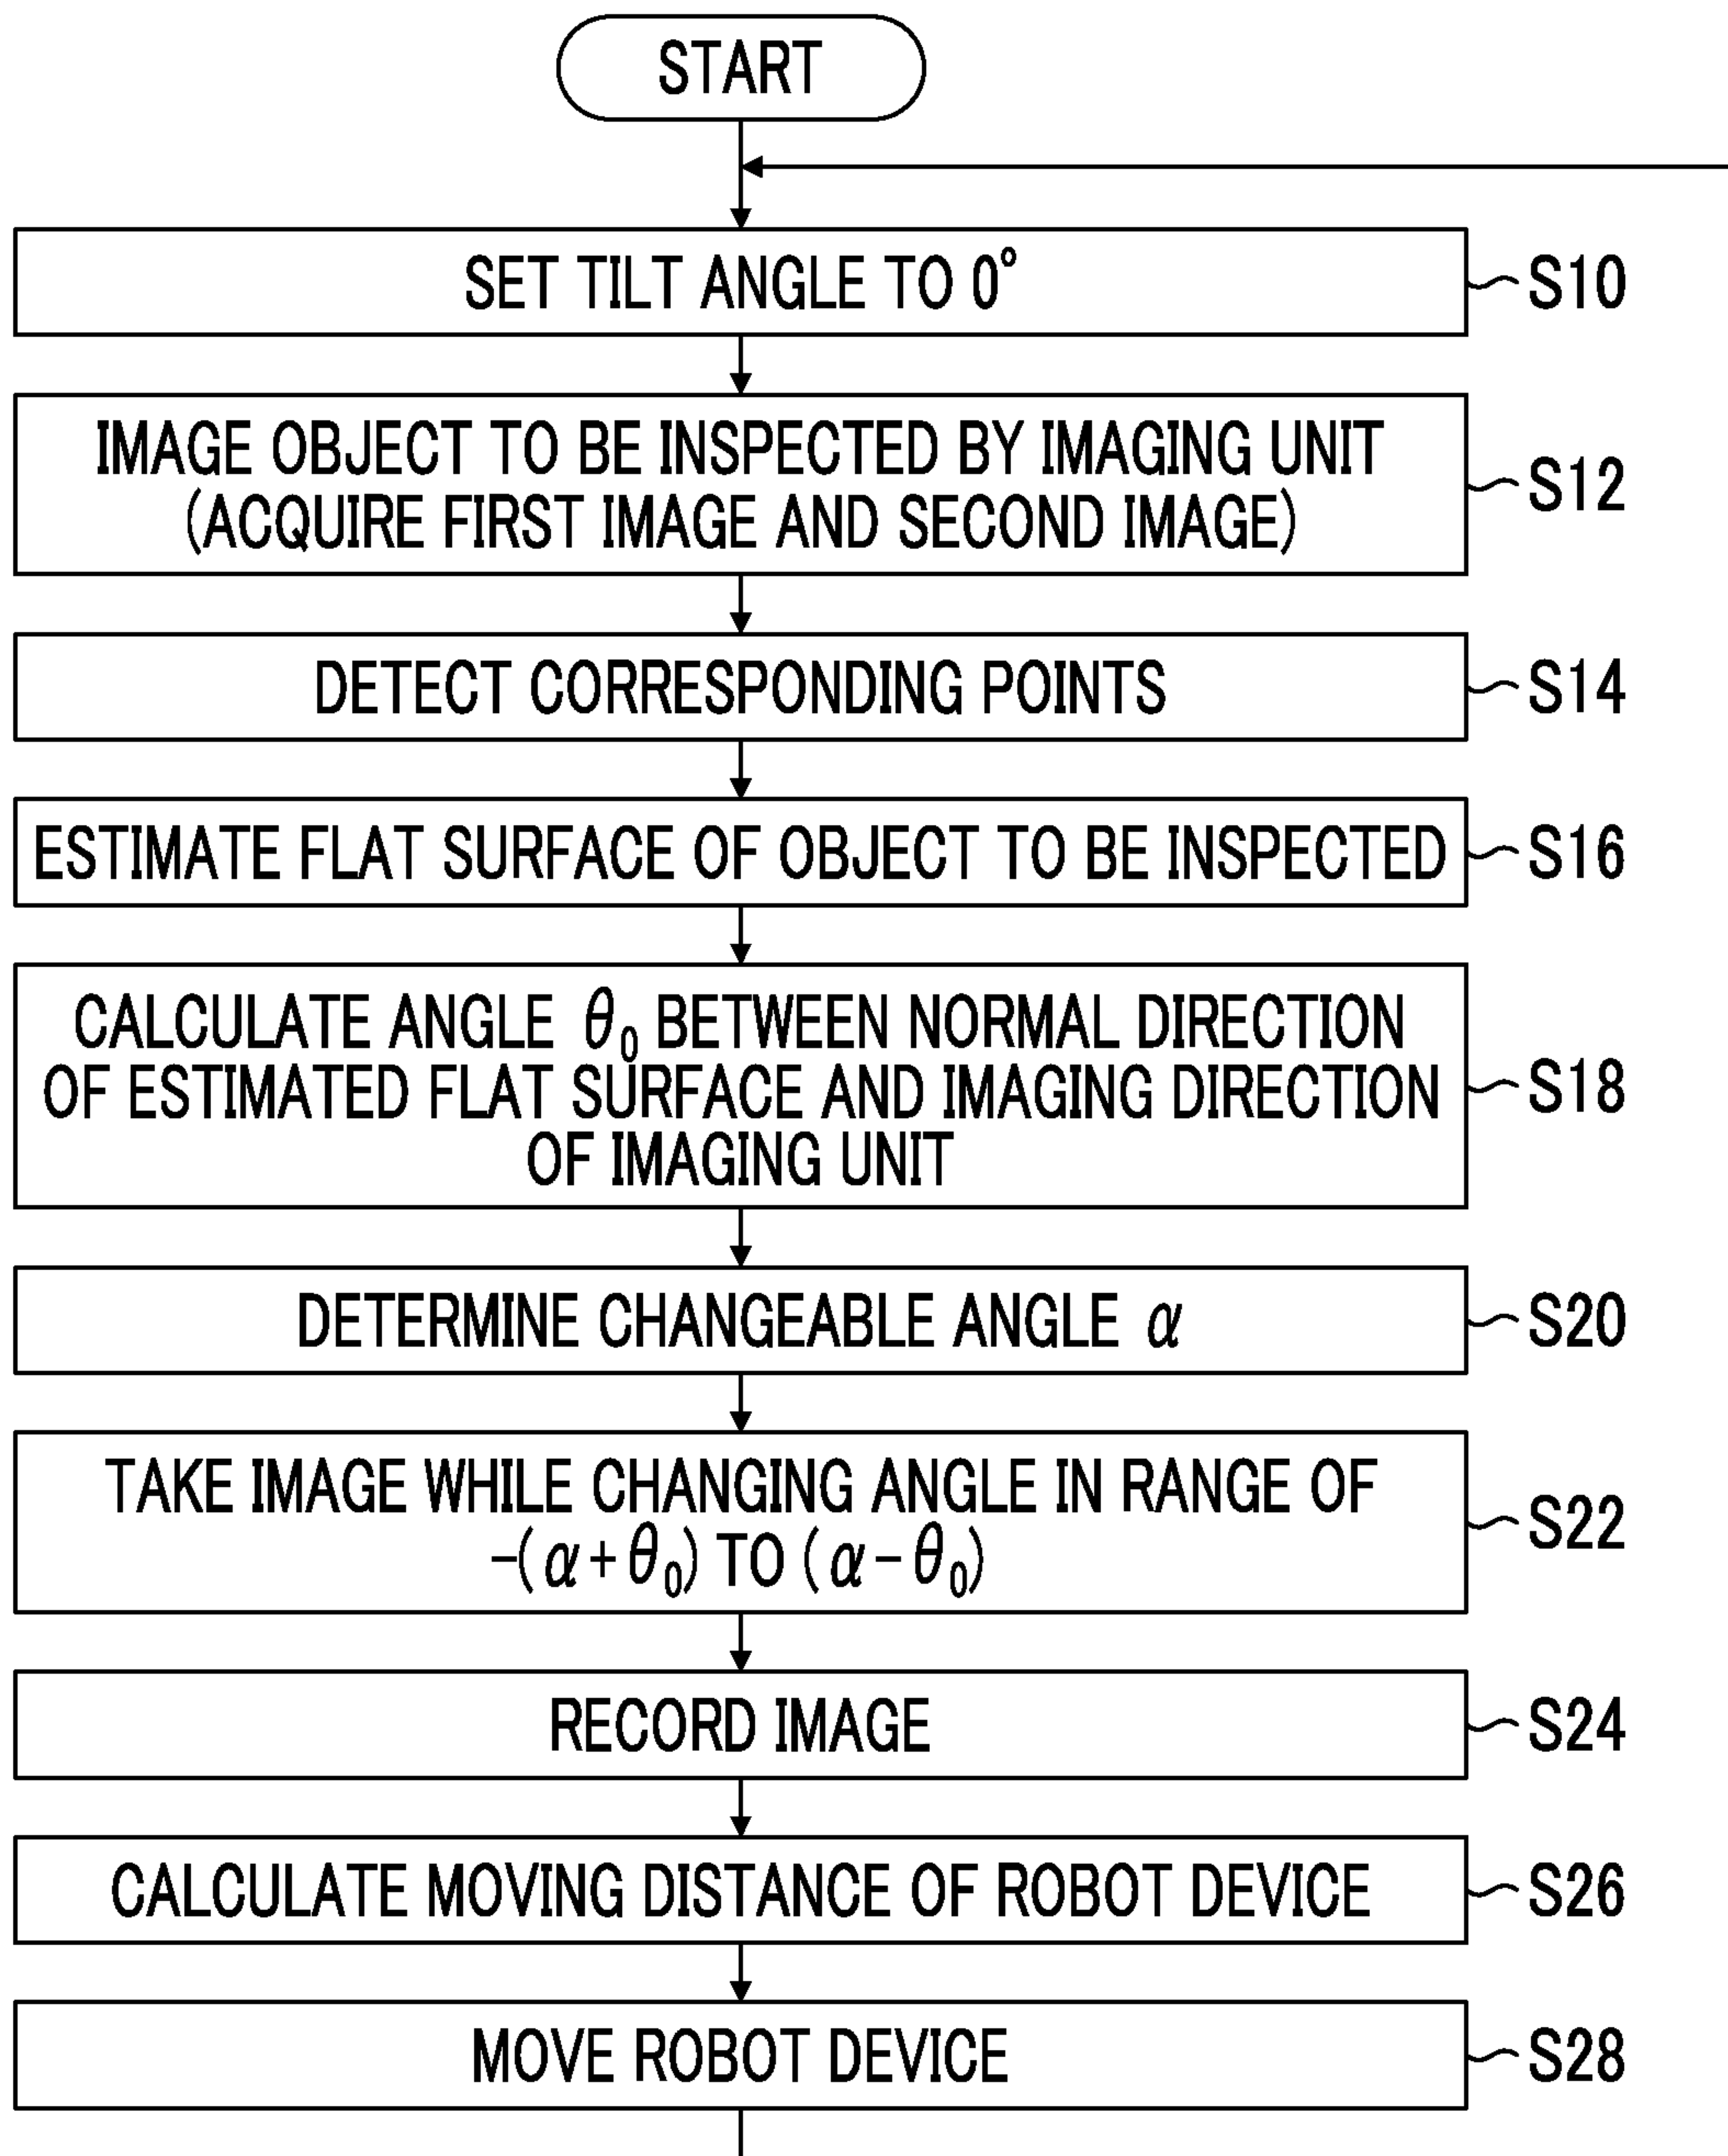 START
SET TILT ANGLE TO 0°
S10
IMAGE OBJECT TO BE INSPECTED BY IMAGING UNIT
(ACQUIRE FIRST IMAGE AND SECOND IMAGE)
S12
DETECT CORRESPONDING POINTS
S14
ESTIMATE FLAT SURFACE OF OBJECT TO BE INSPECTED
S16
CALCULATE ANGLE θ₀ BETWEEN NORMAL DIRECTION
OF ESTIMATED FLAT SURFACE AND IMAGING DIRECTION
OF IMAGING UNIT
S18
DETERMINE CHANGEABLE ANGLE α
S20
TAKE IMAGE WHILE CHANGING ANGLE IN RANGE OF
-(α+θ₀) TO (α-θ₀)
S22
RECORD IMAGE
S24
CALCULATE MOVING DISTANCE OF ROBOT DEVICE
S26
MOVE ROBOT DEVICE
S28